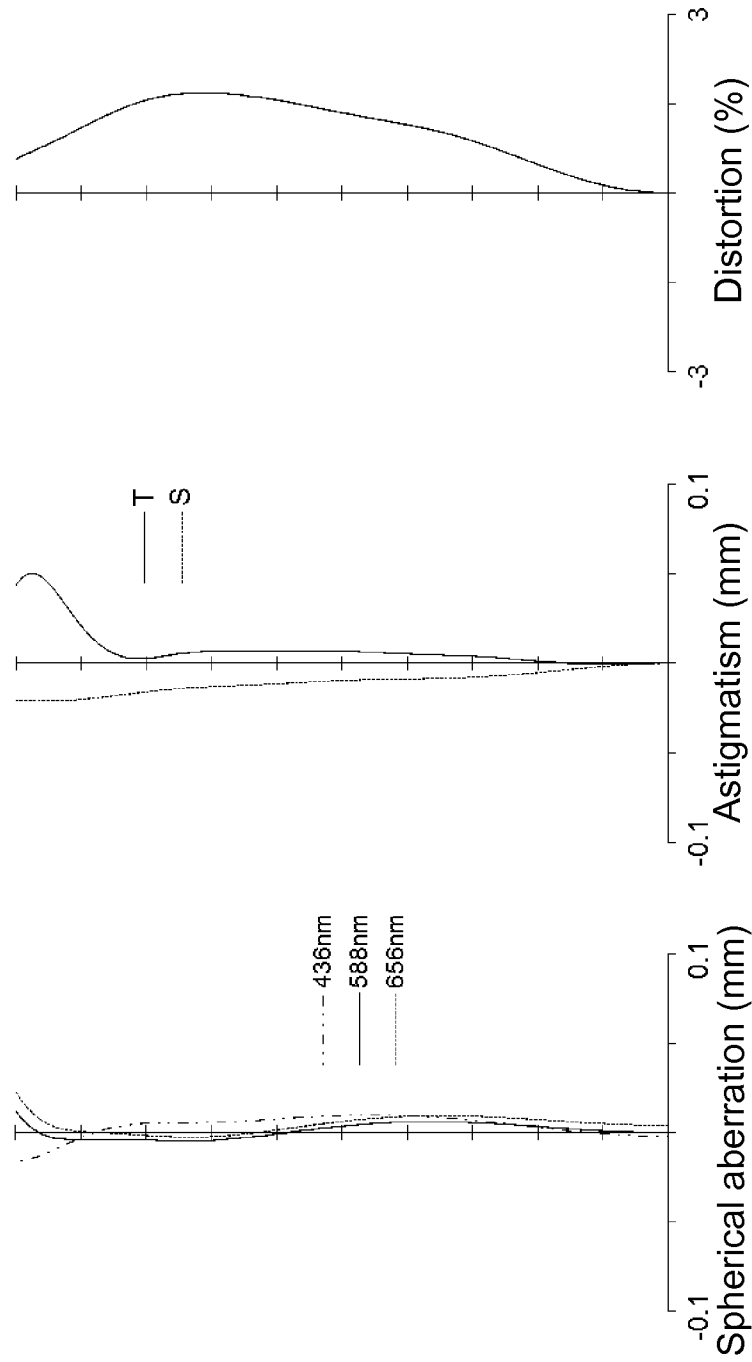 436nm
588nm
656nm
-0.1
0.1
Spherical aberration (mm)
T
S
-0.1
0.1
Astigmatism (mm)
-3
3
Distortion (%)